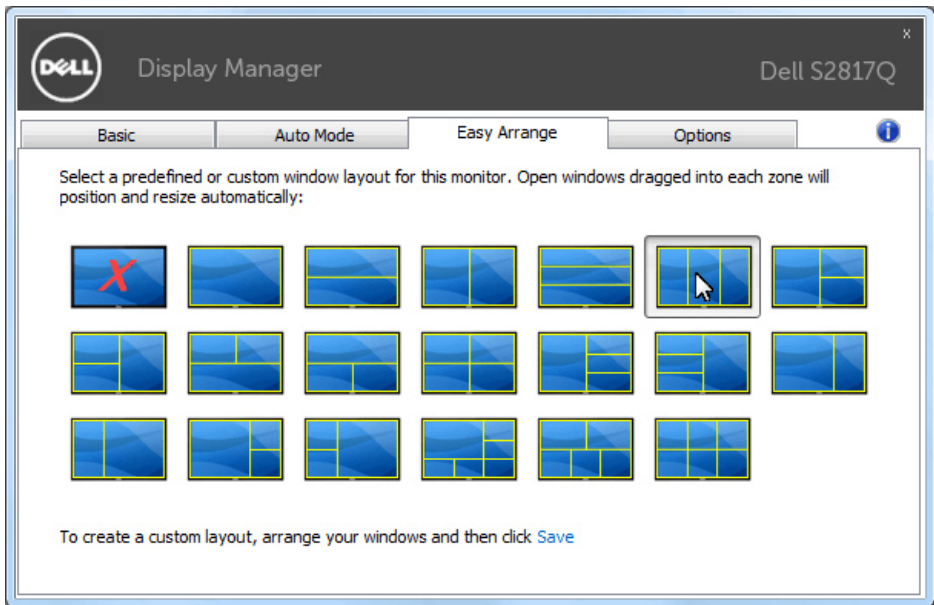 DELL
Display Manager
Dell S2817Q
x
Basic
Auto Mode
Easy Arrange
Options
i
Select a predefined or custom window layout for this monitor. Open windows dragged into each zone will
position and resize automatically:
X
To create a custom layout, arrange your windows and then click Save